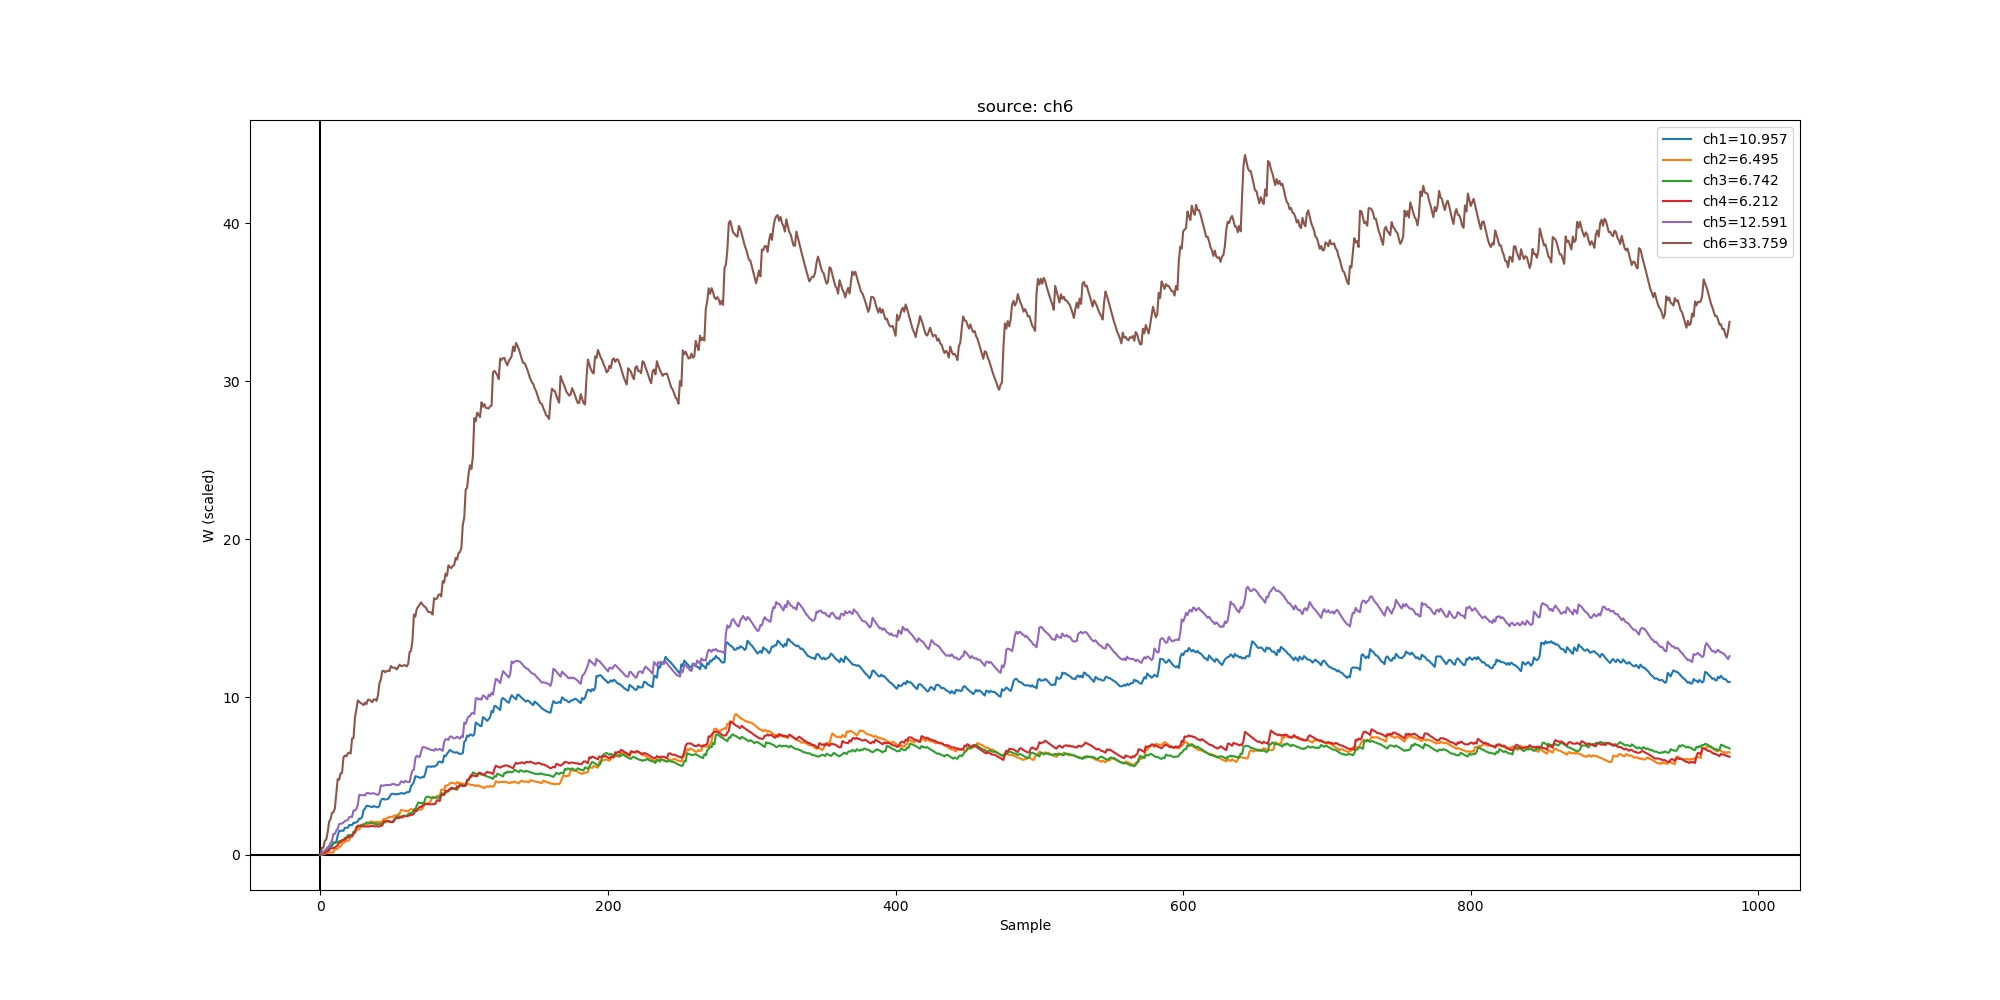 source: ch6
ch1=10.957
ch2=6.495
ch3=6.742
ch4=6.212
ch5=12.591
ch6=33.759
W (scaled)
40
30
20
10
0
0 200 400 600 800 1000
Sample